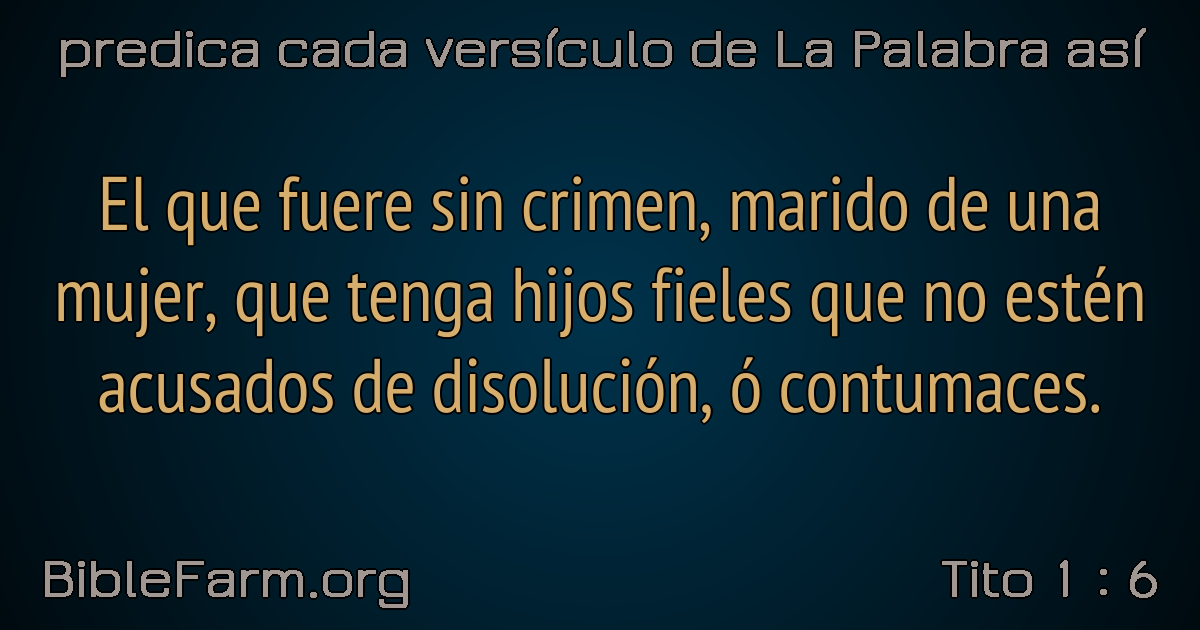 predica cada versículo de La Palabra así
El que fuere sin crimen, marido de una
mujer, que tenga hijos fieles que no estén
acusados de disolución, ó contumaces.
BibleFarm.org
Tito 1 : 6